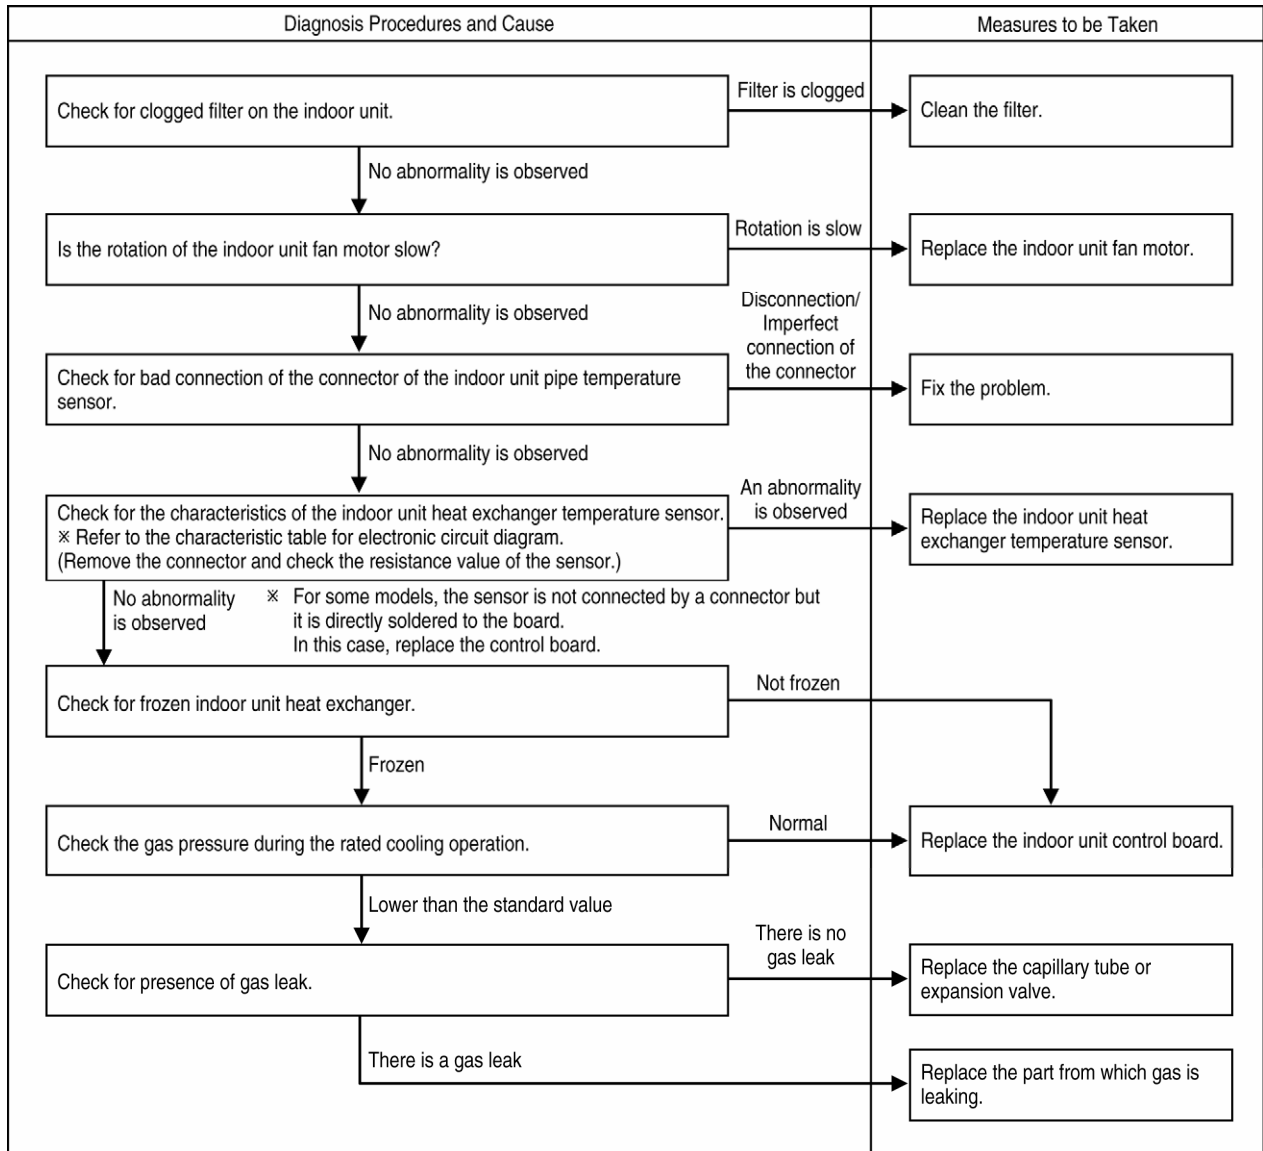 Diagnosis Procedures and Cause
Measures to be Taken
Check for clogged filter on the indoor unit.
Filter is clogged
Clean the filter.
No abnormality is observed
Is the rotation of the indoor unit fan motor slow?
Rotation is slow
Replace the indoor unit fan motor.
No abnormality is observed
Disconnection/
Imperfect
connection of
the connector
Check for bad connection of the connector of the indoor unit pipe temperature
sensor.
Fix the problem.
No abnormality is observed
An abnormality
is observed
Check for the characteristics of the indoor unit heat exchanger temperature sensor.
※ Refer to the characteristic table for electronic circuit diagram.
(Remove the connector and check the resistance value of the sensor.)
Replace the indoor unit heat
exchanger temperature sensor.
No abnormality
is observed
※ For some models, the sensor is not connected by a connector but
it is directly soldered to the board.
In this case, replace the control board.
Check for frozen indoor unit heat exchanger.
Not frozen
Frozen
Check the gas pressure during the rated cooling operation.
Normal
Replace the indoor unit control board.
Lower than the standard value
There is no
gas leak
Check for presence of gas leak.
Replace the capillary tube or
expansion valve.
There is a gas leak
Replace the part from which gas is
leaking.